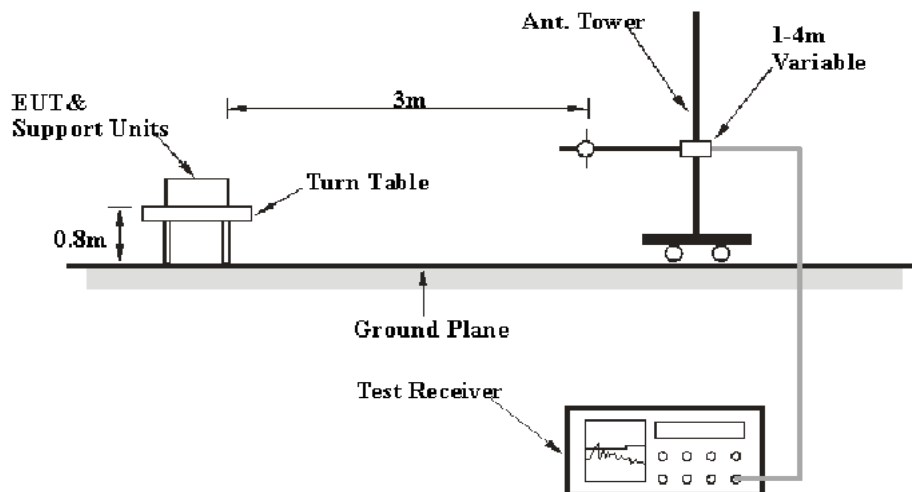 Ant. Tower
1-4m
Variable
3m
EUT&
Support Units
Turn Table
0.8m
Ground Plane
Test Receiver